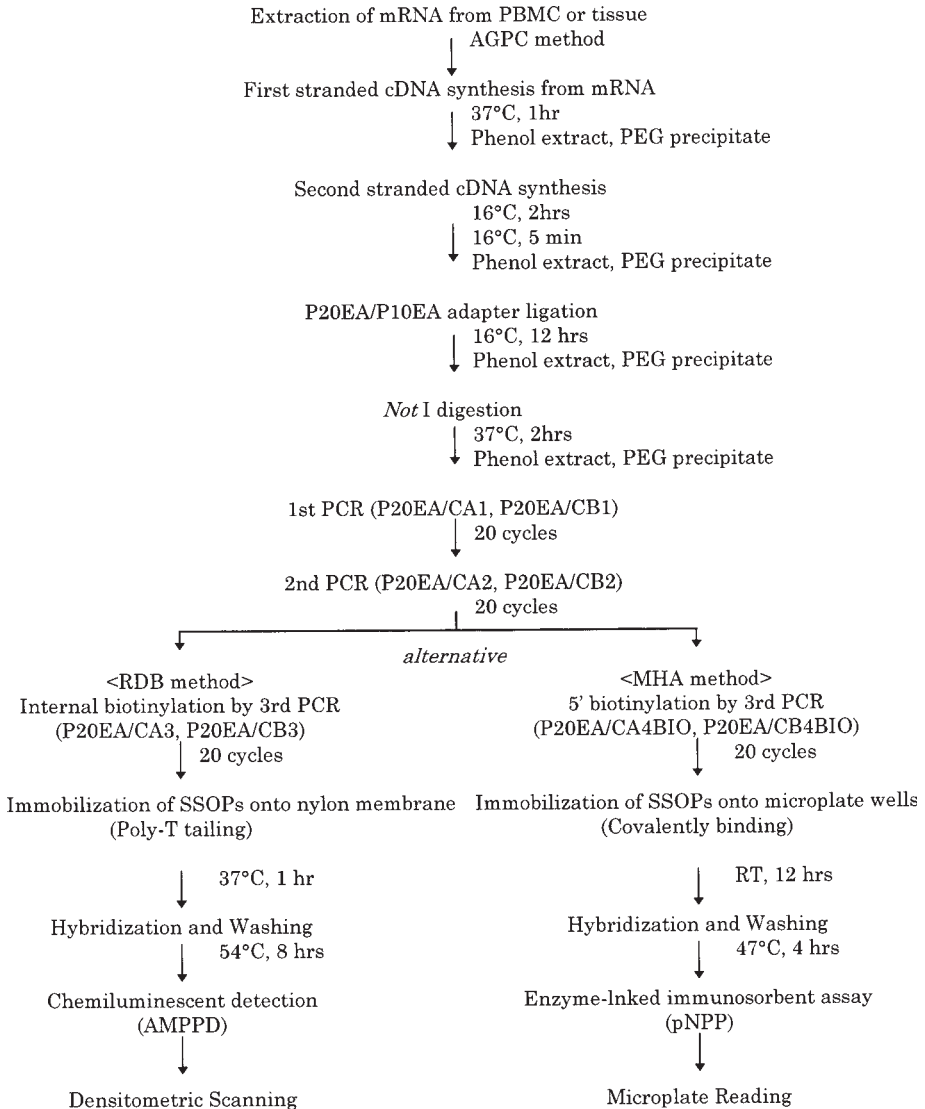 Extraction of mRNA from PBMC or tissue
AGPC method
First stranded cDNA synthesis from mRNA
37°C, 1hr
Phenol extract, PEG precipitate
Second stranded cDNA synthesis
16°C, 2hrs
16°C, 5 min
Phenol extract, PEG precipitate
P20EA/P10EA adapter ligation
16°C, 12 hrs
Phenol extract, PEG precipitate
Not I digestion
37°C, 2hrs
Phenol extract, PEG precipitate
1st PCR (P20EA/CA1, P20EA/CB1)
20 cycles
2nd PCR (P20EA/CA2, P20EA/CB2)
20 cycles
alternative
<RDB method>
Internal biotinylation by 3rd PCR
(P20EA/CA3, P20EA/CB3)
20 cycles
Immobilization of SSOPs onto nylon membrane
(Poly-T tailing)
37°C, 1 hr
Hybridization and Washing
54°C, 8 hrs
Chemiluminescent detection
(AMPPD)
Densitometric Scanning
<MHA method>
5' biotinylation by 3rd PCR
(P20EA/CA4BIO, P20EA/CB4BIO)
20 cycles
Immobilization of SSOPs onto microplate wells
(Covalently binding)
RT, 12 hrs
Hybridization and Washing
47°C, 4 hrs
Enzyme-lnked immunosorbent assay
(pNPP)
Microplate Reading